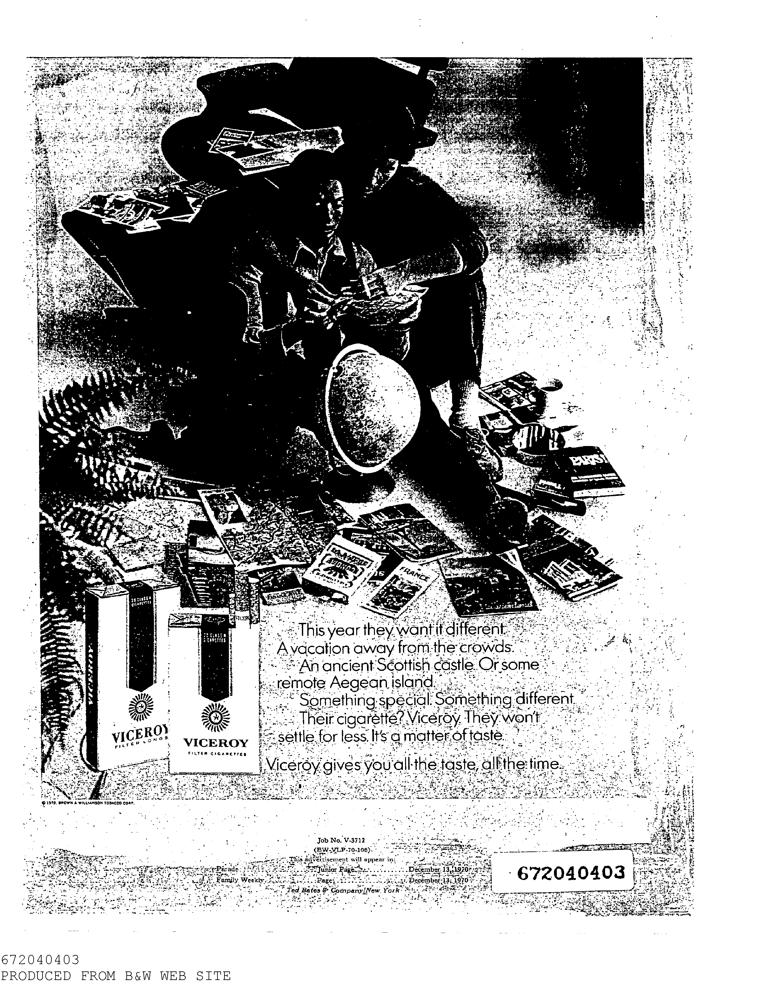 FRANCE
This year they want it different.
A vacation away from the crowds.
An ancient Scottish castle. Or some
remote Aegean island.
Something special. Something different.
Their cigarette? Viceroy. They won't
settle for less. It's a matter of taste.
Viceroy gives you all the taste, all the time.
VICEROY
VICEROY
FILTER LONGS
VICEROY
FILTER CIGARETTES
© 1970, BROWN & WILLIAMSON TOBACCO CORP.
Job No. V-3712
(BW-VLP-70-106)
This advertisement will appear in:
Parade Junior Page December 13, 1970
Family Weekly Page December 13, 1970
Ted Bates & Company/New York
672040403
672040403
PRODUCED FROM B&W WEB SITE